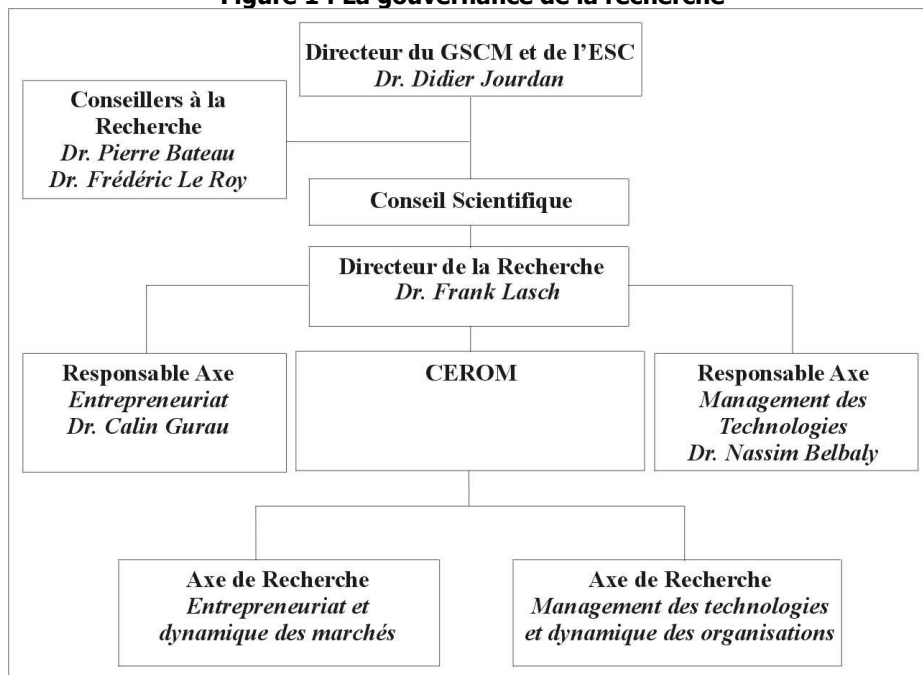 Figure 1 : La gouvernance de la recherche
Directeur du GSCM et de l'ESC
Dr. Didier Jourdan
Conseillers à la
Recherche
Dr. Pierre Bateau
Dr. Frédéric Le Roy
Conseil Scientifique
Directeur de la Recherche
Dr. Frank Lasch
Responsable Axe
Entrepreneuriat
Dr. Calin Gurau
CEROM
Responsable Axe
Management des
Technologies
Dr. Nassim Belbaly
Axe de Recherche
Entrepreneuriat et
dynamique des marchés
Axe de Recherche
Management des technologies
et dynamique des organisations